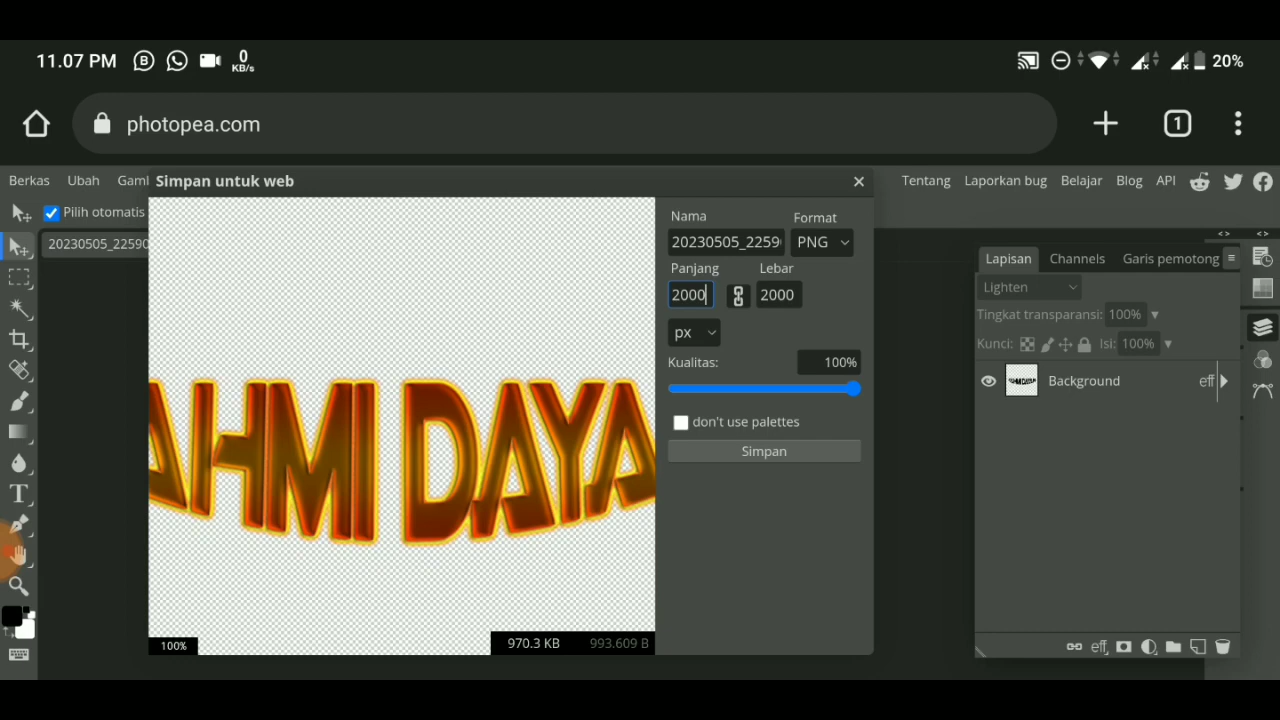 11.07 PM 0 KB/s 20%
photopea.com 1
Berkas Ubah Gaml Simpan untuk web Tentang Laporkan bug Belajar Blog API
Pilih otomatis
20230505_2259
Nama Format
20230505_2259 PNG
Panjang Lebar
2000 2000
px
Kualitas: 100%
don't use palettes
Simpan
AHMI DAYA
100% 970.3 KB 993.609 B
Lapisan Channels Garis pemotong
Lighten
Tingkat transparansi: 100%
Kunci: Isi: 100%
Background eff
eff